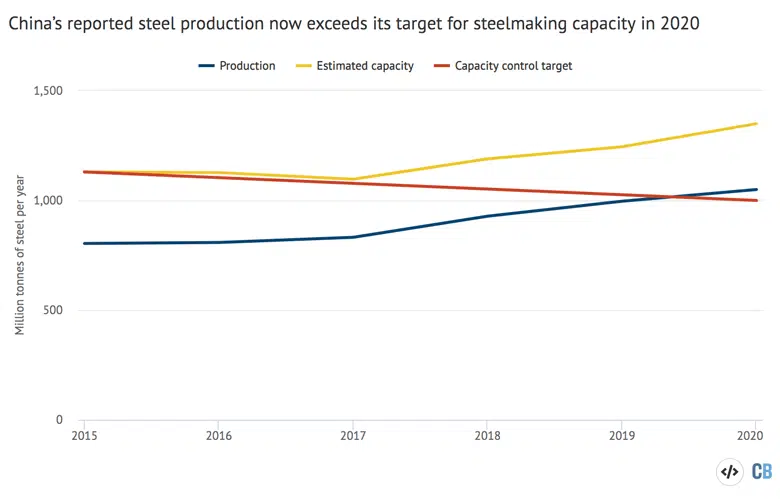 China's reported steel production now exceeds its target for steelmaking capacity in 2020
Production Estimated capacity Capacity control target
Million tonnes of steel per year
1,500
1,000
500
0
2015 2016 2017 2018 2019 2020
</> CB